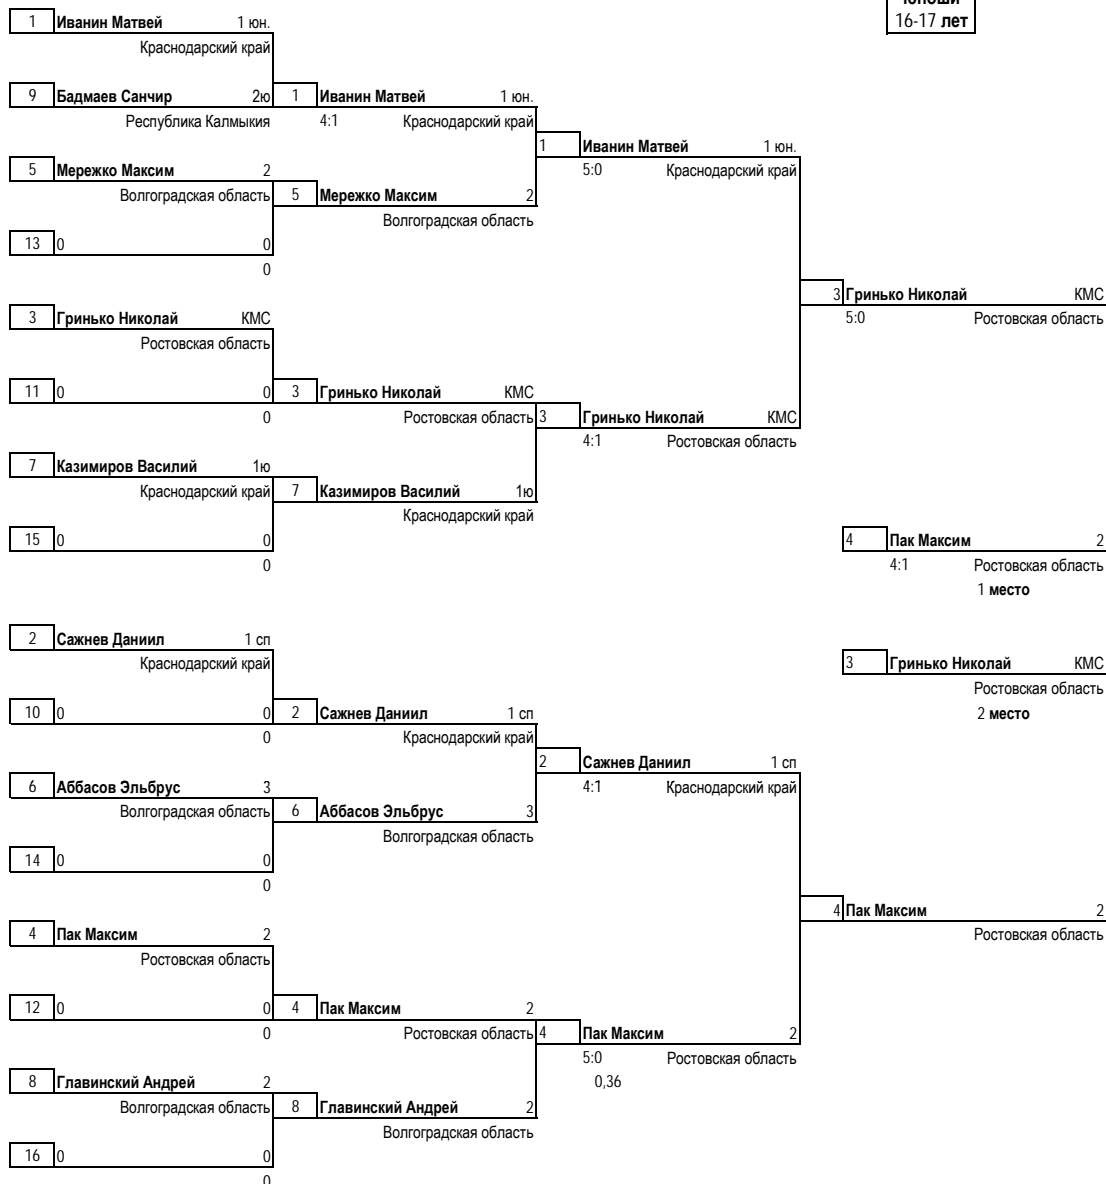 юноши
16-17 лет
1 Иванин Матвей 1 юн.
Краснодарский край
9 Бадмаев Санчир 2ю 1 Иванин Матвей 1 юн.
Республика Калмыкия 4:1 Краснодарский край
1 Иванин Матвей 1 юн.
5 Мережко Максим 2 5:0 Краснодарский край
Волгоградская область 5 Мережко Максим 2
Волгоградская область
13 0 0
0
3 Гринько Николай КМС
3 Гринько Николай КМС 5:0 Ростовская область
Ростовская область
11 0 0 3 Гринько Николай КМС
0 Ростовская область 3 Гринько Николай КМС
4:1 Ростовская область
7 Казимиров Василий 1ю
Краснодарский край 7 Казимиров Василий 1ю
Краснодарский край
15 0 0 4 Пак Максим 2
0 4:1 Ростовская область
1 место
2 Сажнев Даниил 1 сп
Краснодарский край 3 Гринько Николай КМС
Ростовская область
10 0 0 2 Сажнев Даниил 1 сп 2 место
0 Краснодарский край
2 Сажнев Даниил 1 сп
6 Аббасов Эльбрус 3 4:1 Краснодарский край
Волгоградская область 6 Аббасов Эльбрус 3
Волгоградская область
14 0 0
0
4 Пак Максим 2
4 Пак Максим 2 Ростовская область
Ростовская область
12 0 0 4 Пак Максим 2
0 Ростовская область 4 Пак Максим 2
5:0 Ростовская область
8 Главинский Андрей 2 0,36
Волгоградская область 8 Главинский Андрей 2
Волгоградская область
16 0 0
0